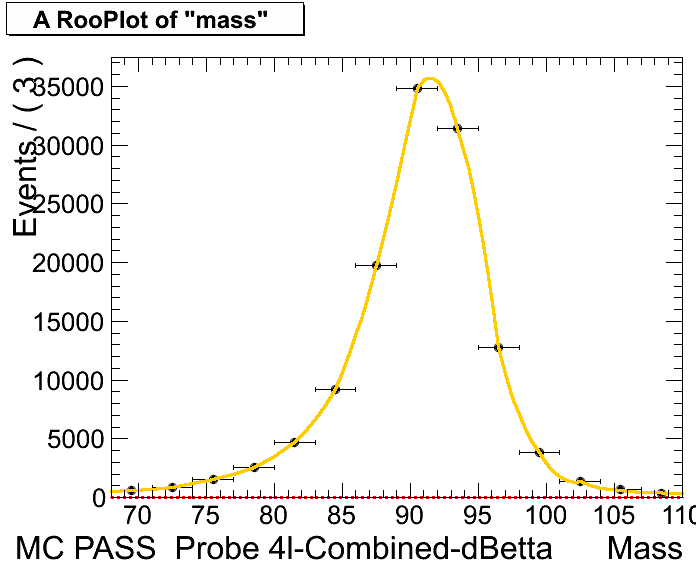 A RooPlot of "mass"
Events / ( 3 )
35000
30000
25000
20000
15000
10000
5000
0
70 75 80 85 90 95 100 105 110
MC PASS Probe 4l-Combined-dBetta Mass